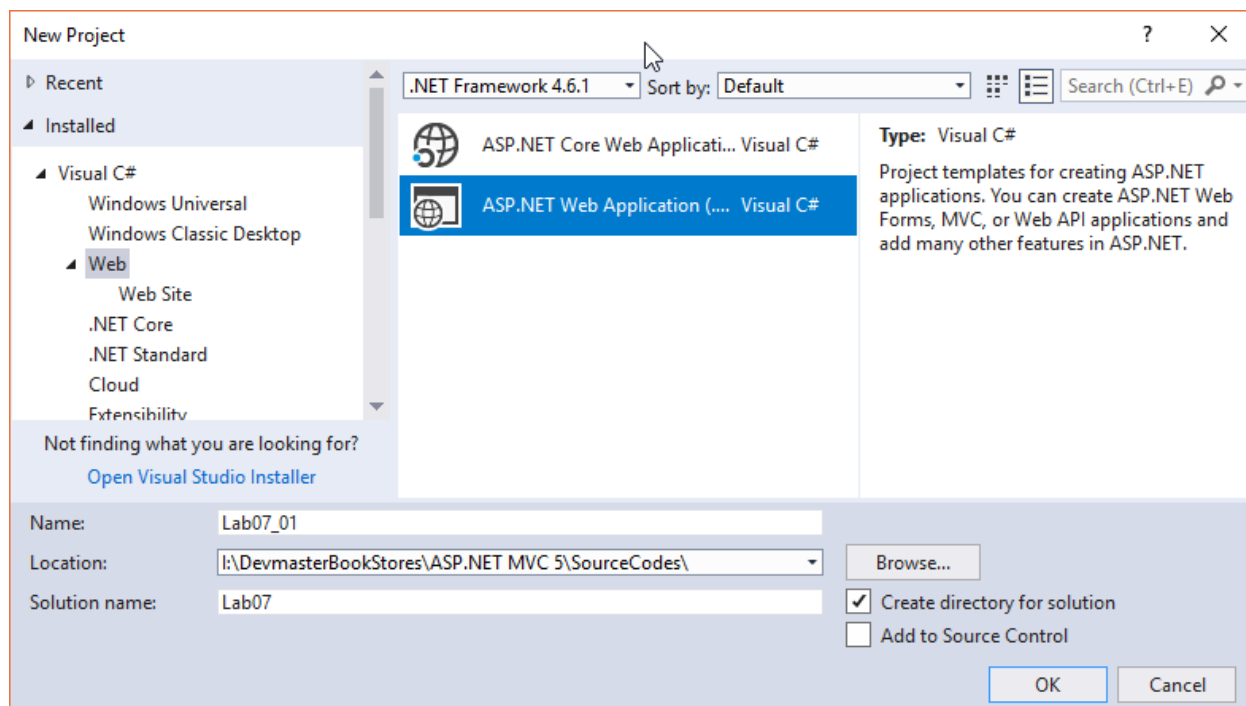 New Project
?
Recent
Installed
Visual C#
Windows Universal
Windows Classic Desktop
Web
Web Site
.NET Core
.NET Standard
Cloud
Extensibility
Not finding what you are looking for?
Open Visual Studio Installer
.NET Framework 4.6.1 Sort by: Default
Search (Ctrl+E)
ASP.NET Core Web Applicati... Visual C#
ASP.NET Web Application (.... Visual C#
Type: Visual C#
Project templates for creating ASP.NET
applications. You can create ASP.NET Web
Forms, MVC, or Web API applications and
add many other features in ASP.NET.
Name: Lab07_01
Location: I:\DevmasterBookStores\ASP.NET MVC 5\SourceCodes\ Browse...
Solution name: Lab07
Create directory for solution
Add to Source Control
OK Cancel